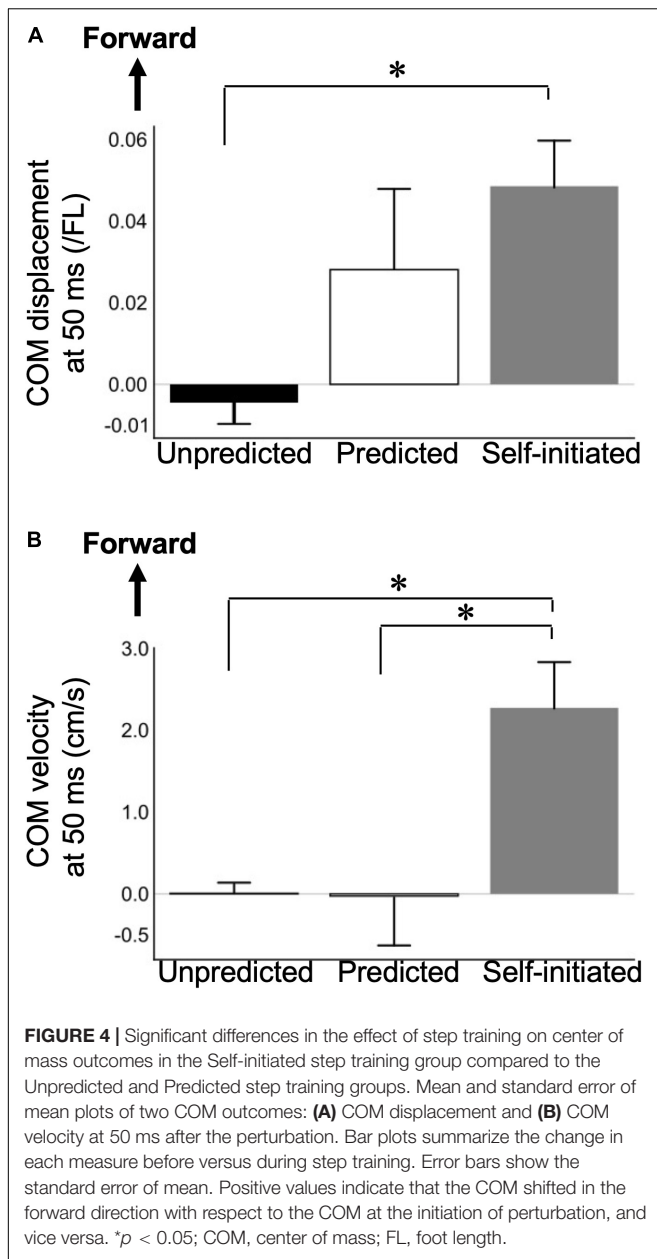 A
Forward
*
0.06
0.04
0.02
0.00
-0.01
COM displacement
at 50 ms (/FL)
Unpredicted Predicted Self-initiated
B
Forward
*
*
3.0
2.0
1.0
0.0
-0.5
COM velocity
at 50 ms (cm/s)
Unpredicted Predicted Self-initiated
FIGURE 4 | Significant differences in the effect of step training on center of
mass outcomes in the Self-initiated step training group compared to the
Unpredicted and Predicted step training groups. Mean and standard error of
mean plots of two COM outcomes: (A) COM displacement and (B) COM
velocity at 50 ms after the perturbation. Bar plots summarize the change in
each measure before versus during step training. Error bars show the
standard error of mean. Positive values indicate that the COM shifted in the
forward direction with respect to the COM at the initiation of perturbation, and
vice versa. *p < 0.05; COM, center of mass; FL, foot length.